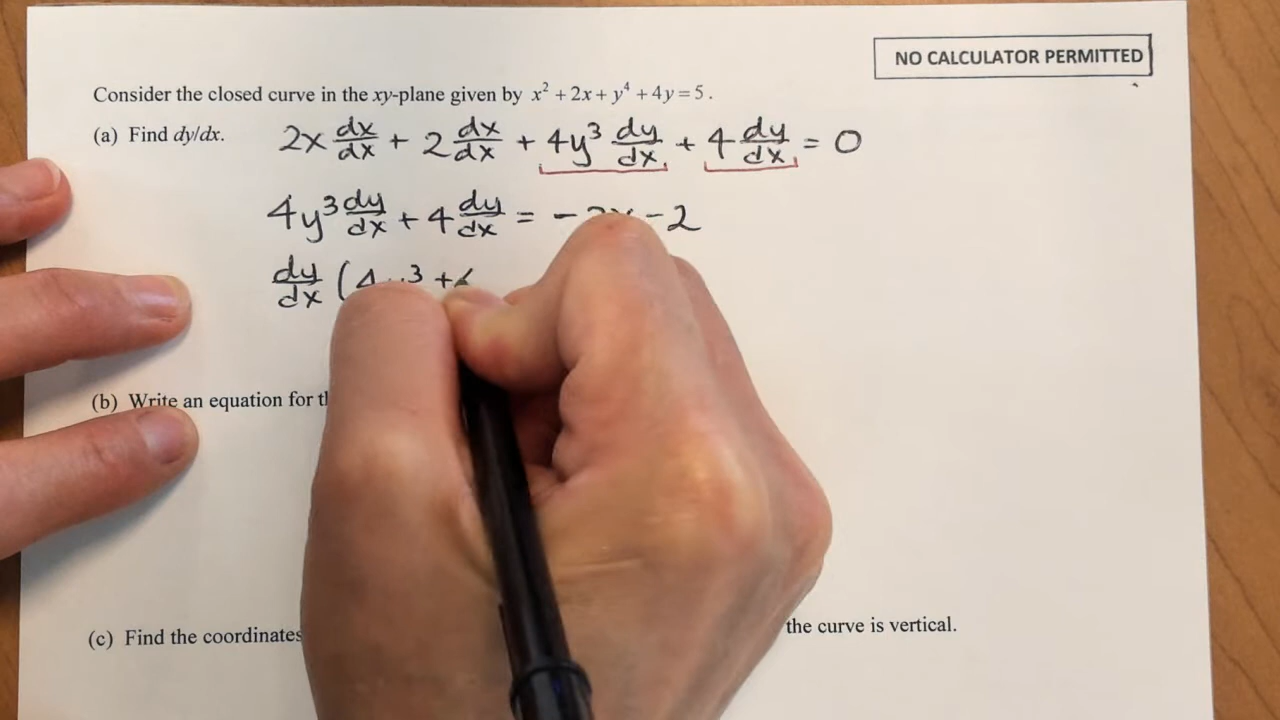 NO CALCULATOR PERMITTED
Consider the closed curve in the xy-plane given by x² + 2x + y⁴ + 4y = 5.
(a) Find dy/dx. 2x dx/dx + 2 dx/dx + 4y³ dy/dx + 4 dy/dx = 0
4y³ dy/dx + 4 dy/dx = - -2
dy/dx ( ³ +
(b) Write an equation for
(c) Find the coordinates the curve is vertical.